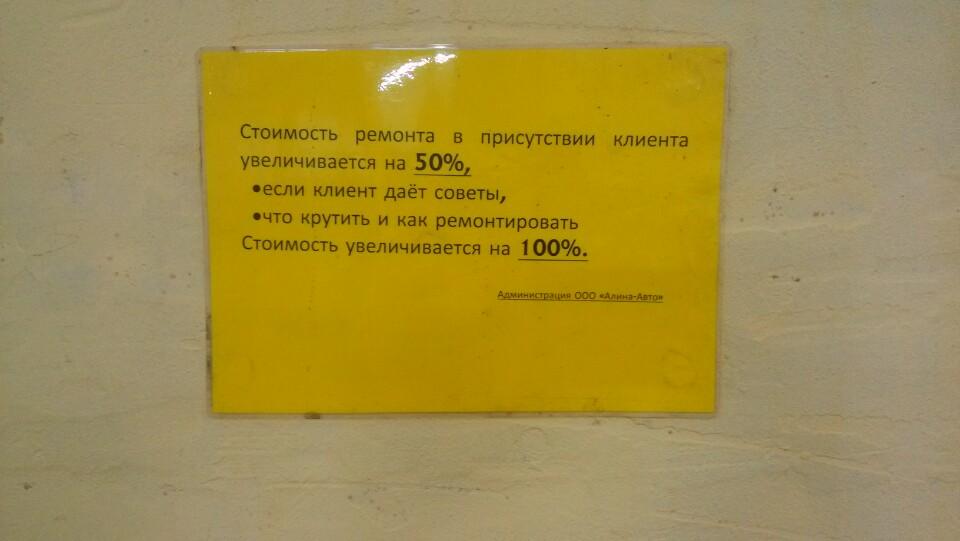 Стоимость ремонта в присутствии клиента
увеличивается на 50%,
•если клиент даёт советы,
•что крутить и как ремонтировать
Стоимость увеличивается на 100%.
Администрация ООО «Алина-Авто»